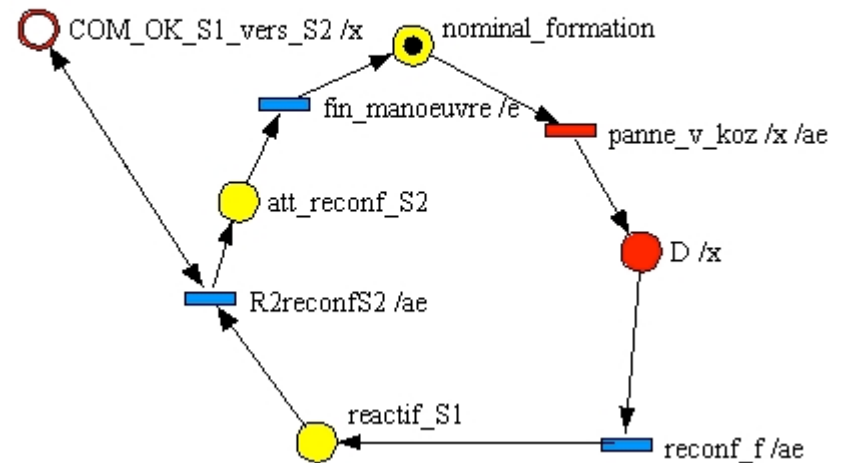 COM_OK_S1_vers_S2 /x
nominal_formation
fin_manoeuvre /e
panne_v_koz /x /ae
att_reconf_S2
D /x
R2reconfS2 /ae
reactif_S1
reconf_f /ae